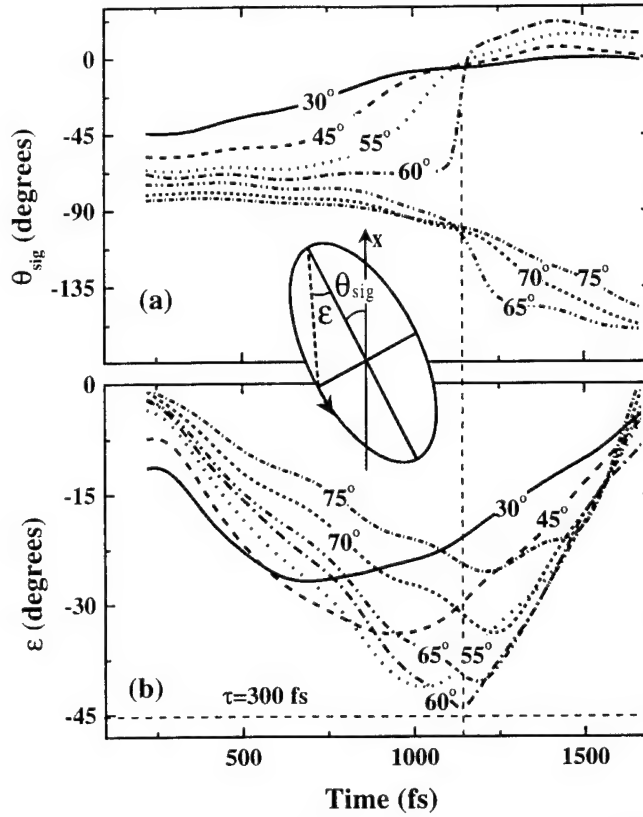 0
-45
-90
-135
θsig (degrees)
30°
45°
55°
60°
70°
75°
65°
(a)
x
θsig
ε
0
-15
-30
-45
ε (degrees)
75°
70°
30°
45°
65°
55°
60°
(b)
τ=300 fs
500
1000
1500
Time (fs)